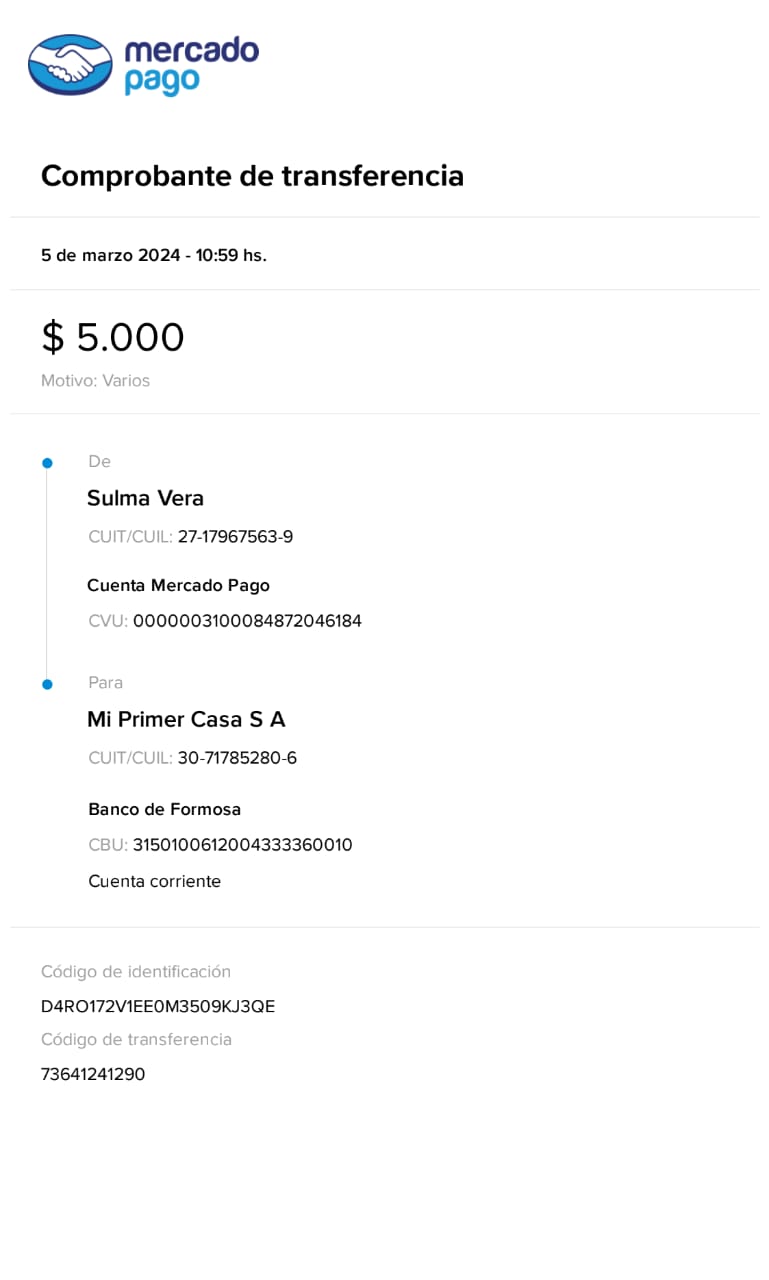 mercado
pago
Comprobante de transferencia
5 de marzo 2024 - 10:59 hs.
$ 5.000
Motivo: Varios
De
Sulma Vera
CUIT/CUIL: 27-17967563-9
Cuenta Mercado Pago
CVU: 0000003100084872046184
Para
Mi Primer Casa S A
CUIT/CUIL: 30-71785280-6
Banco de Formosa
CBU: 3150100612004333360010
Cuenta corriente
Código de identificación
D4RO172V1EE0M3509KJ3QE
Código de transferencia
73641241290